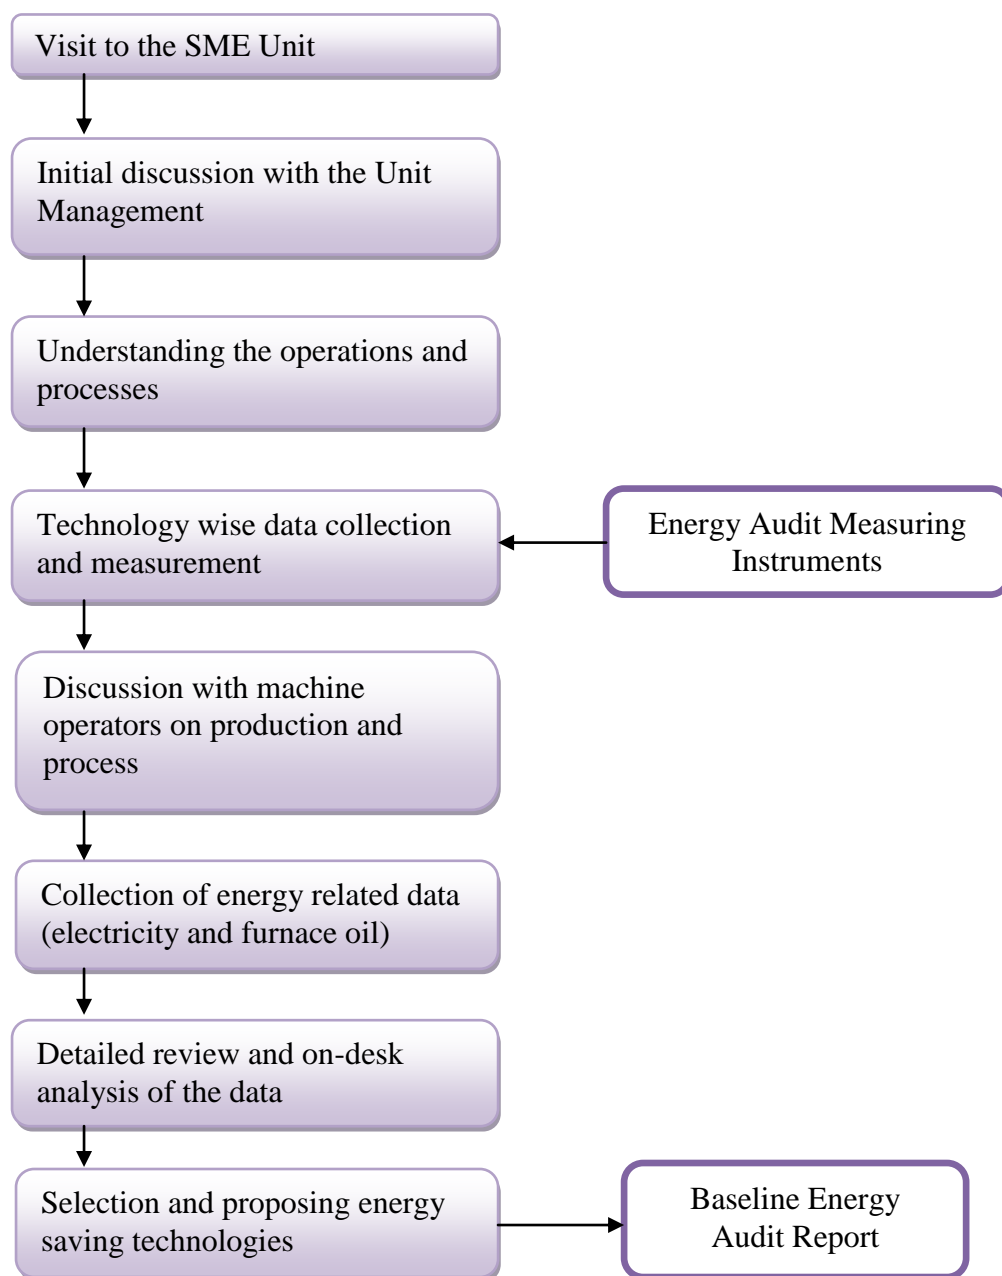 Visit to the SME Unit
Initial discussion with the Unit
Management
Understanding the operations and
processes
Technology wise data collection
and measurement
Energy Audit Measuring
Instruments
Discussion with machine
operators on production and
process
Collection of energy related data
(electricity and furnace oil)
Detailed review and on-desk
analysis of the data
Selection and proposing energy
saving technologies
Baseline Energy
Audit Report